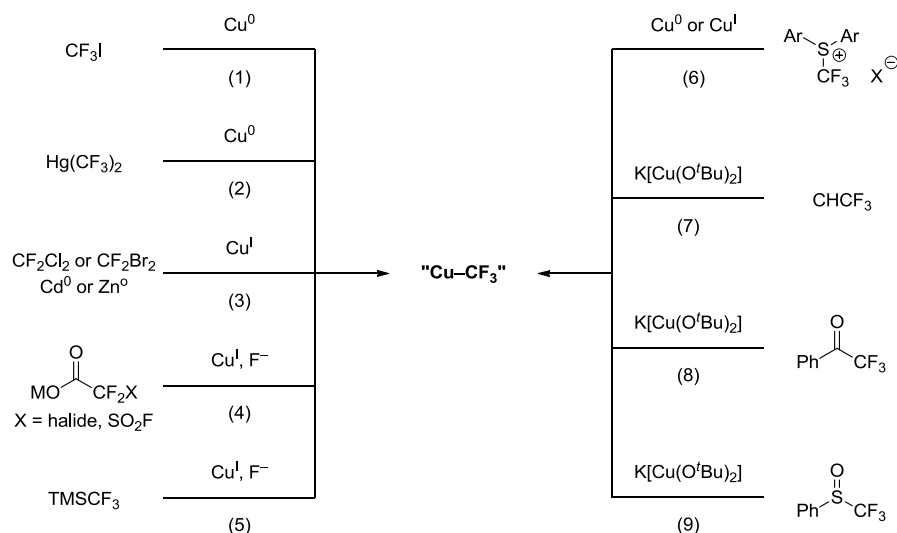 CF₃I
Cu⁰
(1)
Hg(CF₃)₂
Cu⁰
(2)
CF₂Cl₂ or CF₂Br₂
Cd⁰ or Znᵒ
Cuᴵ
(3)
O
MO
CF₂X
X = halide, SO₂F
Cuᴵ, F⁻
(4)
TMSCF₃
Cuᴵ, F⁻
(5)
"Cu–CF₃"
Cu⁰ or Cuᴵ
(6)
Ar
Ar
S
⊕
CF₃
X⊖
K[Cu(OᵗBu)₂]
(7)
CHCF₃
K[Cu(OᵗBu)₂]
(8)
O
Ph
CF₃
K[Cu(OᵗBu)₂]
(9)
O
Ph
S
CF₃